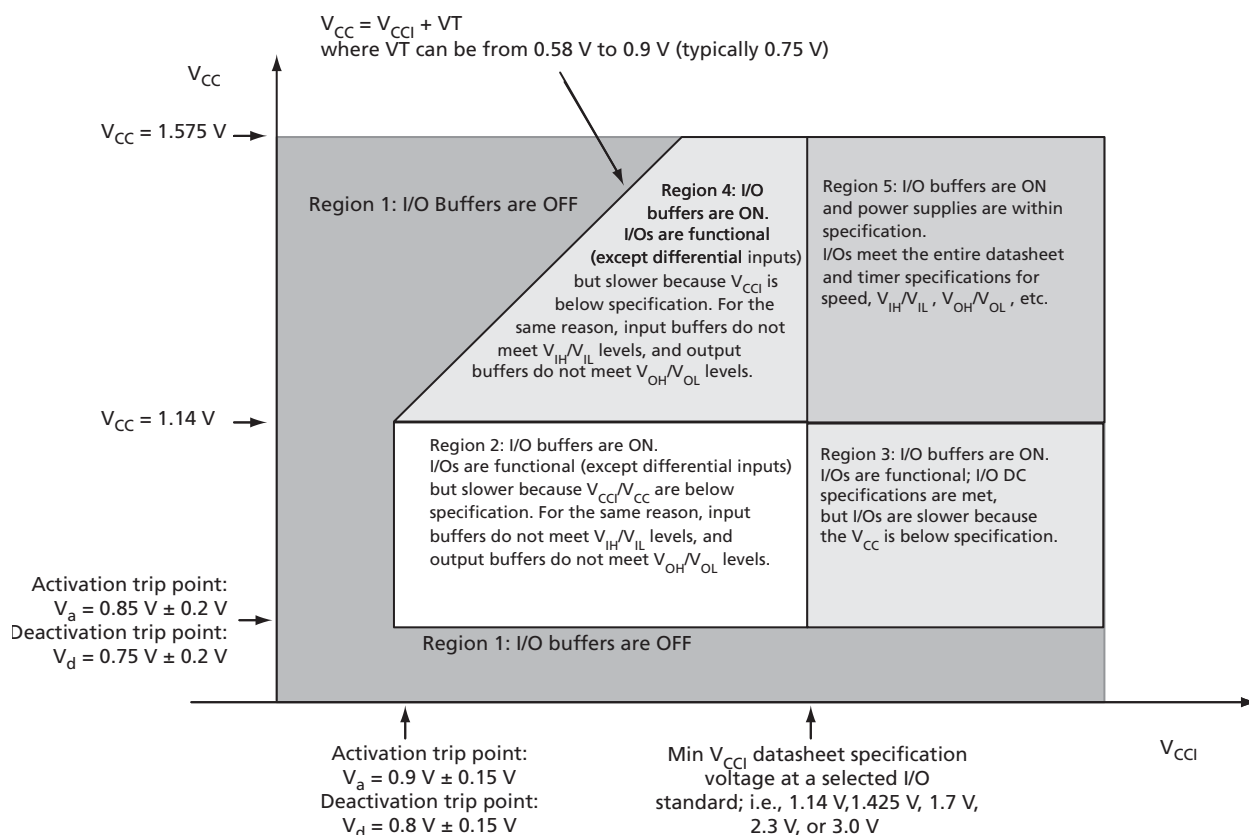 V_CC = V_CCI + VT
where VT can be from 0.58 V to 0.9 V (typically 0.75 V)
V_CC
V_CC = 1.575 V
Region 1: I/O Buffers are OFF
Region 4: I/O
buffers are ON.
I/Os are functional
(except differential inputs)
but slower because V_CCI is
below specification. For the
same reason, input buffers do not
meet V_IH/V_IL levels, and output
buffers do not meet V_OH/V_OL levels.
Region 5: I/O buffers are ON
and power supplies are within
specification.
I/Os meet the entire datasheet
and timer specifications for
speed, V_IH/V_IL , V_OH/V_OL , etc.
V_CC = 1.14 V
Region 2: I/O buffers are ON.
I/Os are functional (except differential inputs)
but slower because V_CCI/V_CC are below
specification. For the same reason, input
buffers do not meet V_IH/V_IL levels, and
output buffers do not meet V_OH/V_OL levels.
Region 3: I/O buffers are ON.
I/Os are functional; I/O DC
specifications are met,
but I/Os are slower because
the V_CC is below specification.
Activation trip point:
V_a = 0.85 V ± 0.2 V
Deactivation trip point:
V_d = 0.75 V ± 0.2 V
Region 1: I/O buffers are OFF
Activation trip point:
V_a = 0.9 V ± 0.15 V
Deactivation trip point:
V_d = 0.8 V ± 0.15 V
Min V_CCI datasheet specification
voltage at a selected I/O
standard; i.e., 1.14 V,1.425 V, 1.7 V,
2.3 V, or 3.0 V
V_CCI